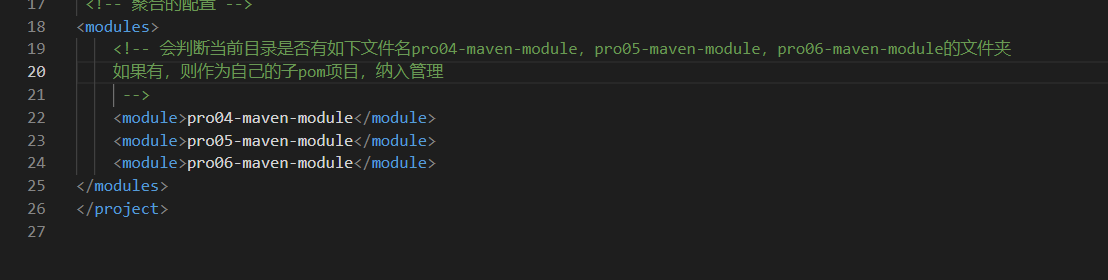 17 <!-- 聚合的配置 -->
18 <modules>
19 <!-- 会判断当前目录是否有如下文件名pro04-maven-module, pro05-maven-module, pro06-maven-module的文件夹
20 如果有，则作为自己的子pom项目，纳入管理
21 -->
22 <module>pro04-maven-module</module>
23 <module>pro05-maven-module</module>
24 <module>pro06-maven-module</module>
25 </modules>
26 </project>
27